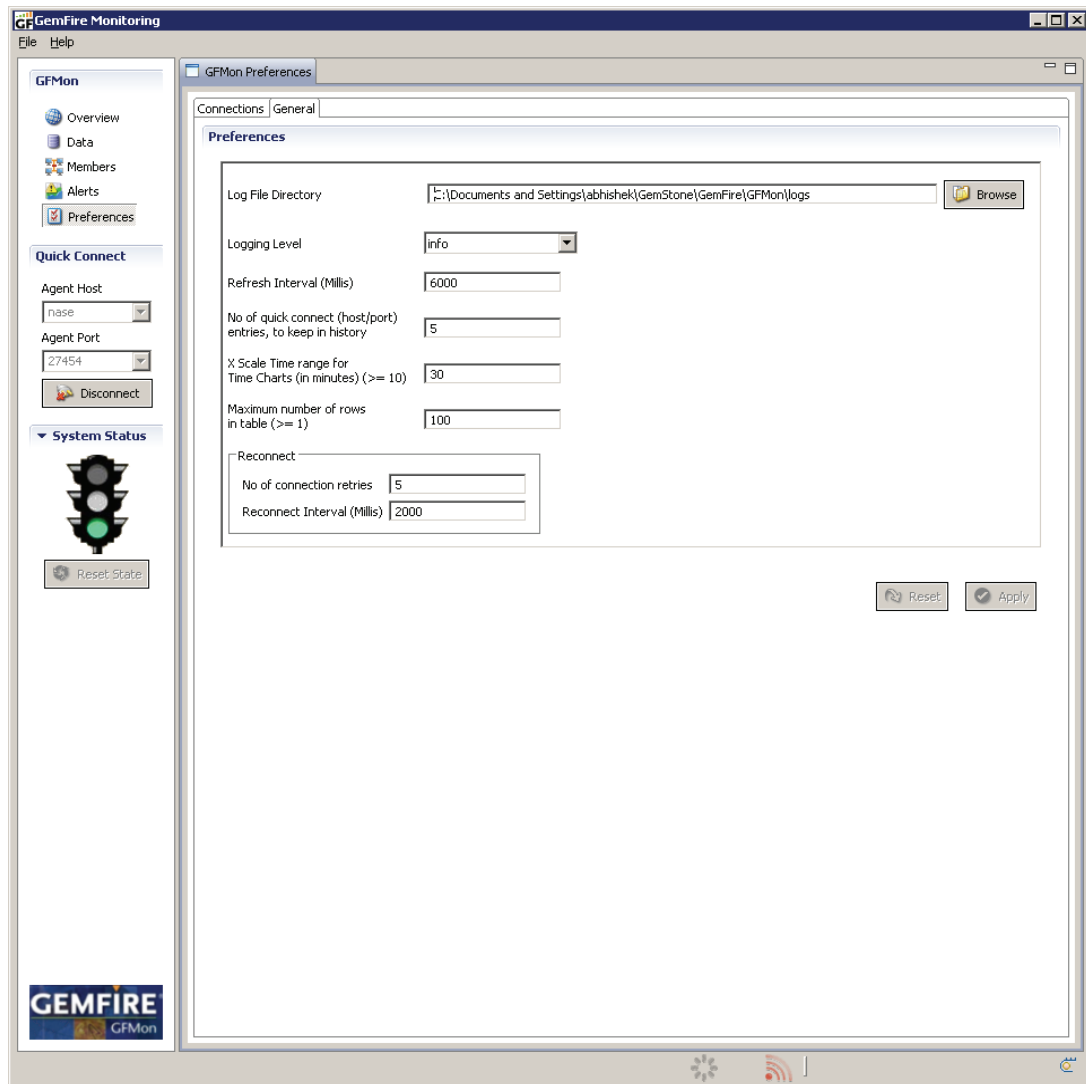 GF GemFire Monitoring
File Help
GFMon
Overview
Data
Members
Alerts
Preferences
Quick Connect
Agent Host
nase
Agent Port
27454
Disconnect
System Status
Reset State
GEMFIRE®
GFMon
GFMon Preferences
Connections General
Preferences
Log File Directory
C:\Documents and Settings\abhishek\GemStone\GemFire\GFMon\logs
Browse
Logging Level
info
Refresh Interval (Millis)
6000
No of quick connect (host/port)
entries, to keep in history
5
X Scale Time range for
Time Charts (in minutes) (>= 10)
30
Maximum number of rows
in table (>= 1)
100
Reconnect
No of connection retries
5
Reconnect Interval (Millis)
2000
Reset
Apply